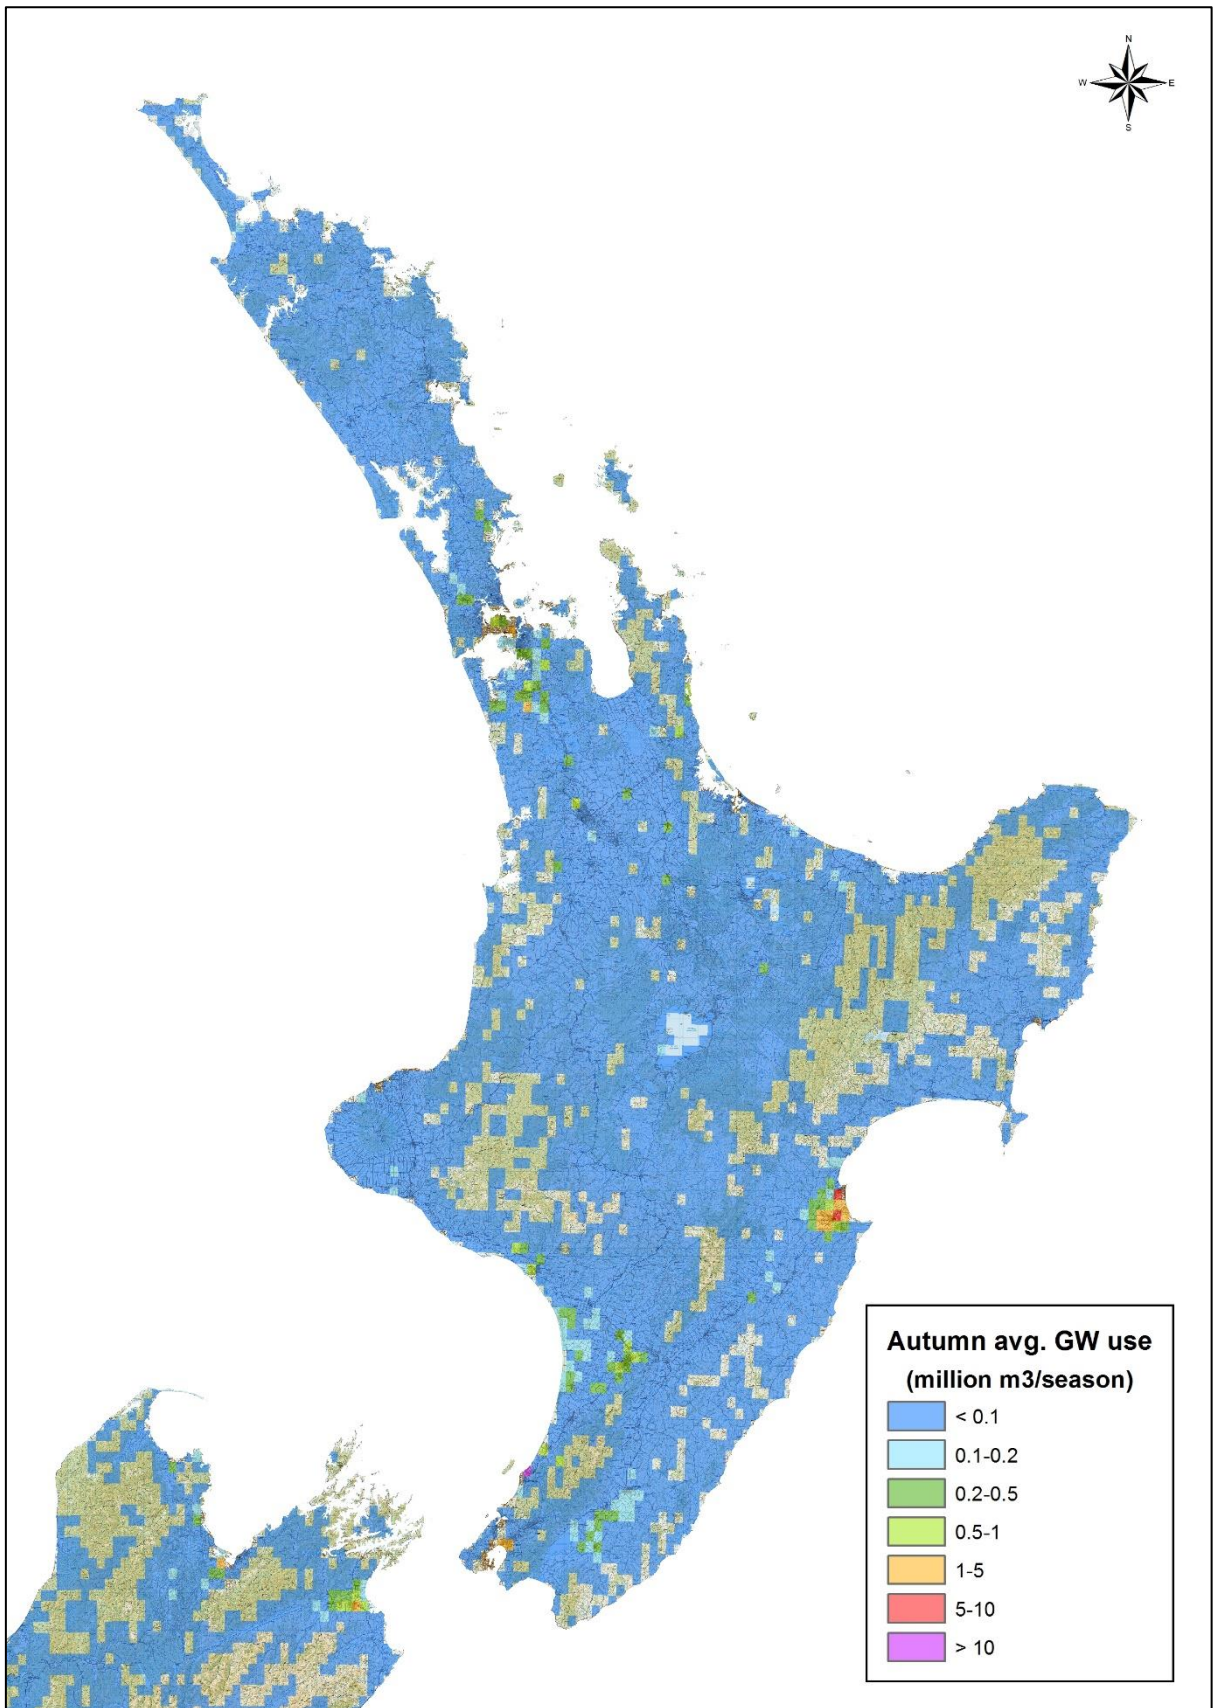 N
W
E
S
Autumn avg. GW use
(million m3/season)
< 0.1
0.1-0.2
0.2-0.5
0.5-1
1-5
5-10
> 10